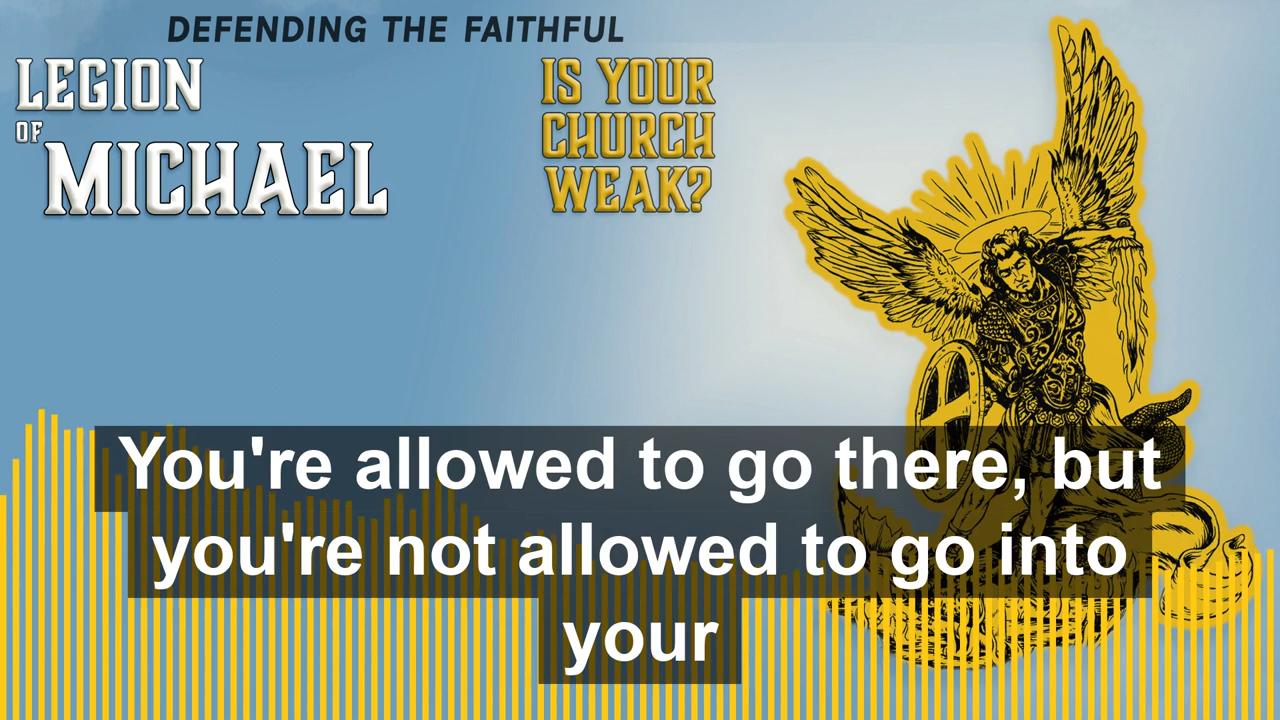 DEFENDING THE FAITHFUL
LEGION
OF
MICHAEL
IS YOUR
CHURCH
WEAK?
You're allowed to go there, but
you're not allowed to go into
your